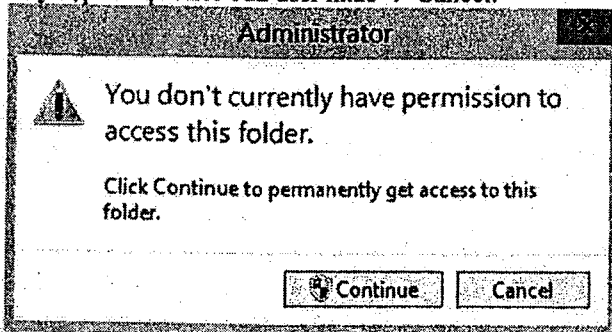 Administrator
You don't currently have permission to
access this folder.
Click Continue to permanently get access to this
folder.
Continue Cancel